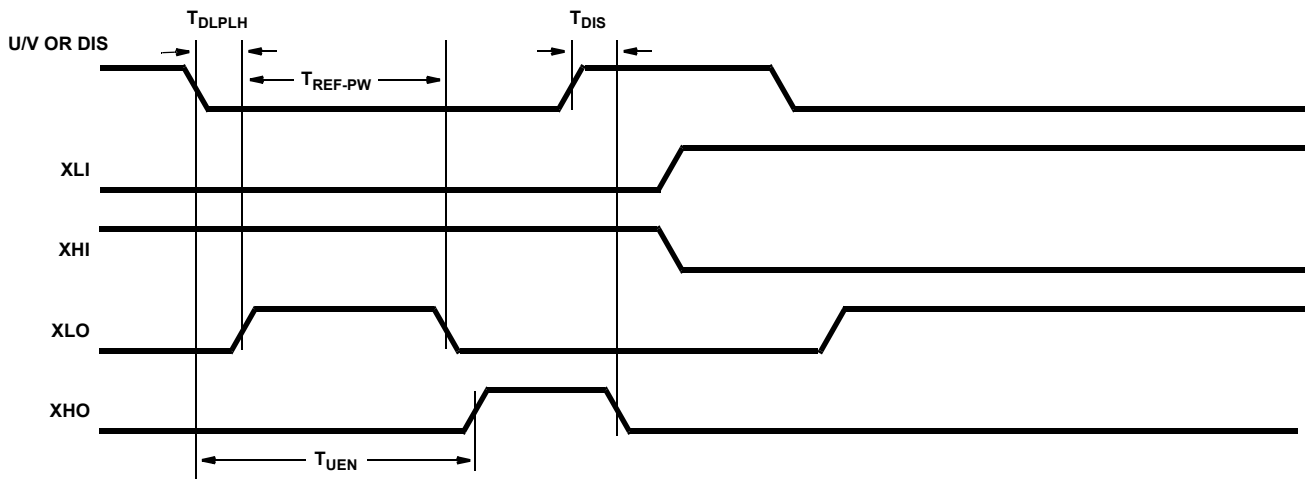 T_DLPLH
T_DIS
U/V OR DIS
T_REF-PW
XLI
XHI
XLO
XHO
T_UEN